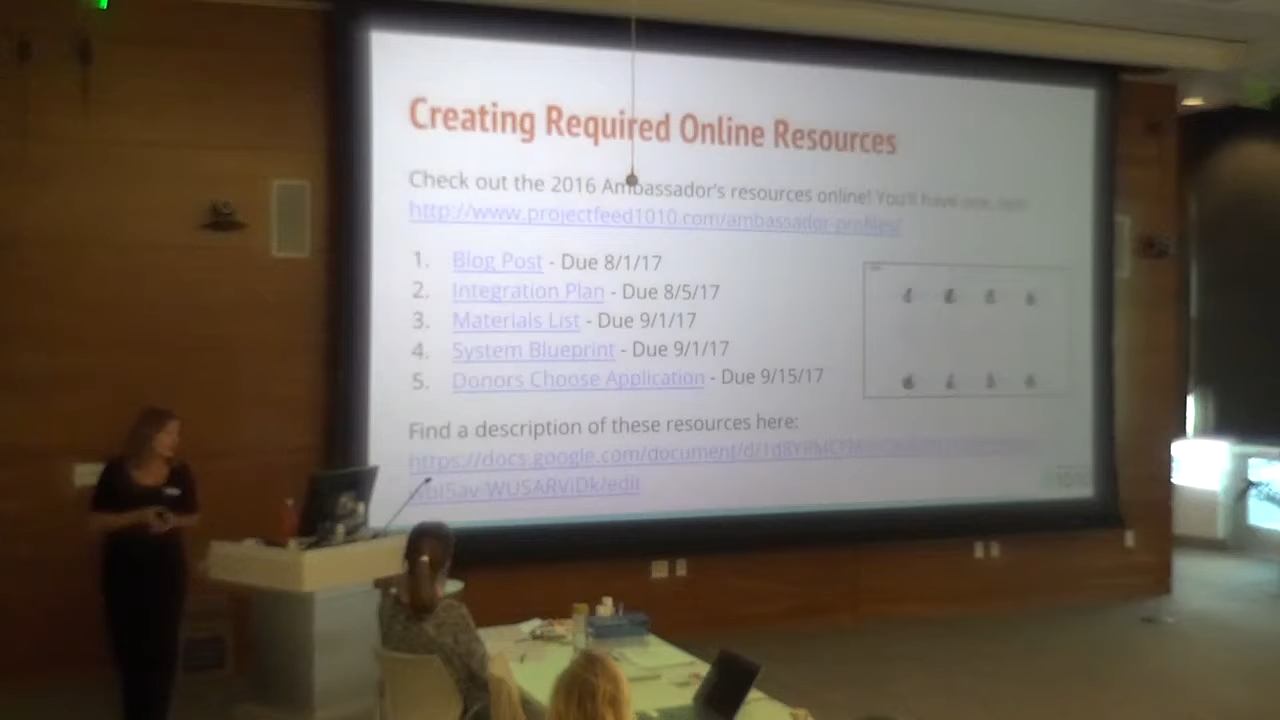 Creating Required Online Resources
Check out the 2016 Ambassador's resources online! You'll have
http://www.projectfeed1010.com/ambassador-profiles/
1. Blog Post - Due 8/1/17
2. Integration Plan - Due 8/5/17
3. Materials List - Due 9/1/17
4. System Blueprint - Due 9/1/17
5. Donors Choose Application - Due 9/15/17
Find a description of these resources here: